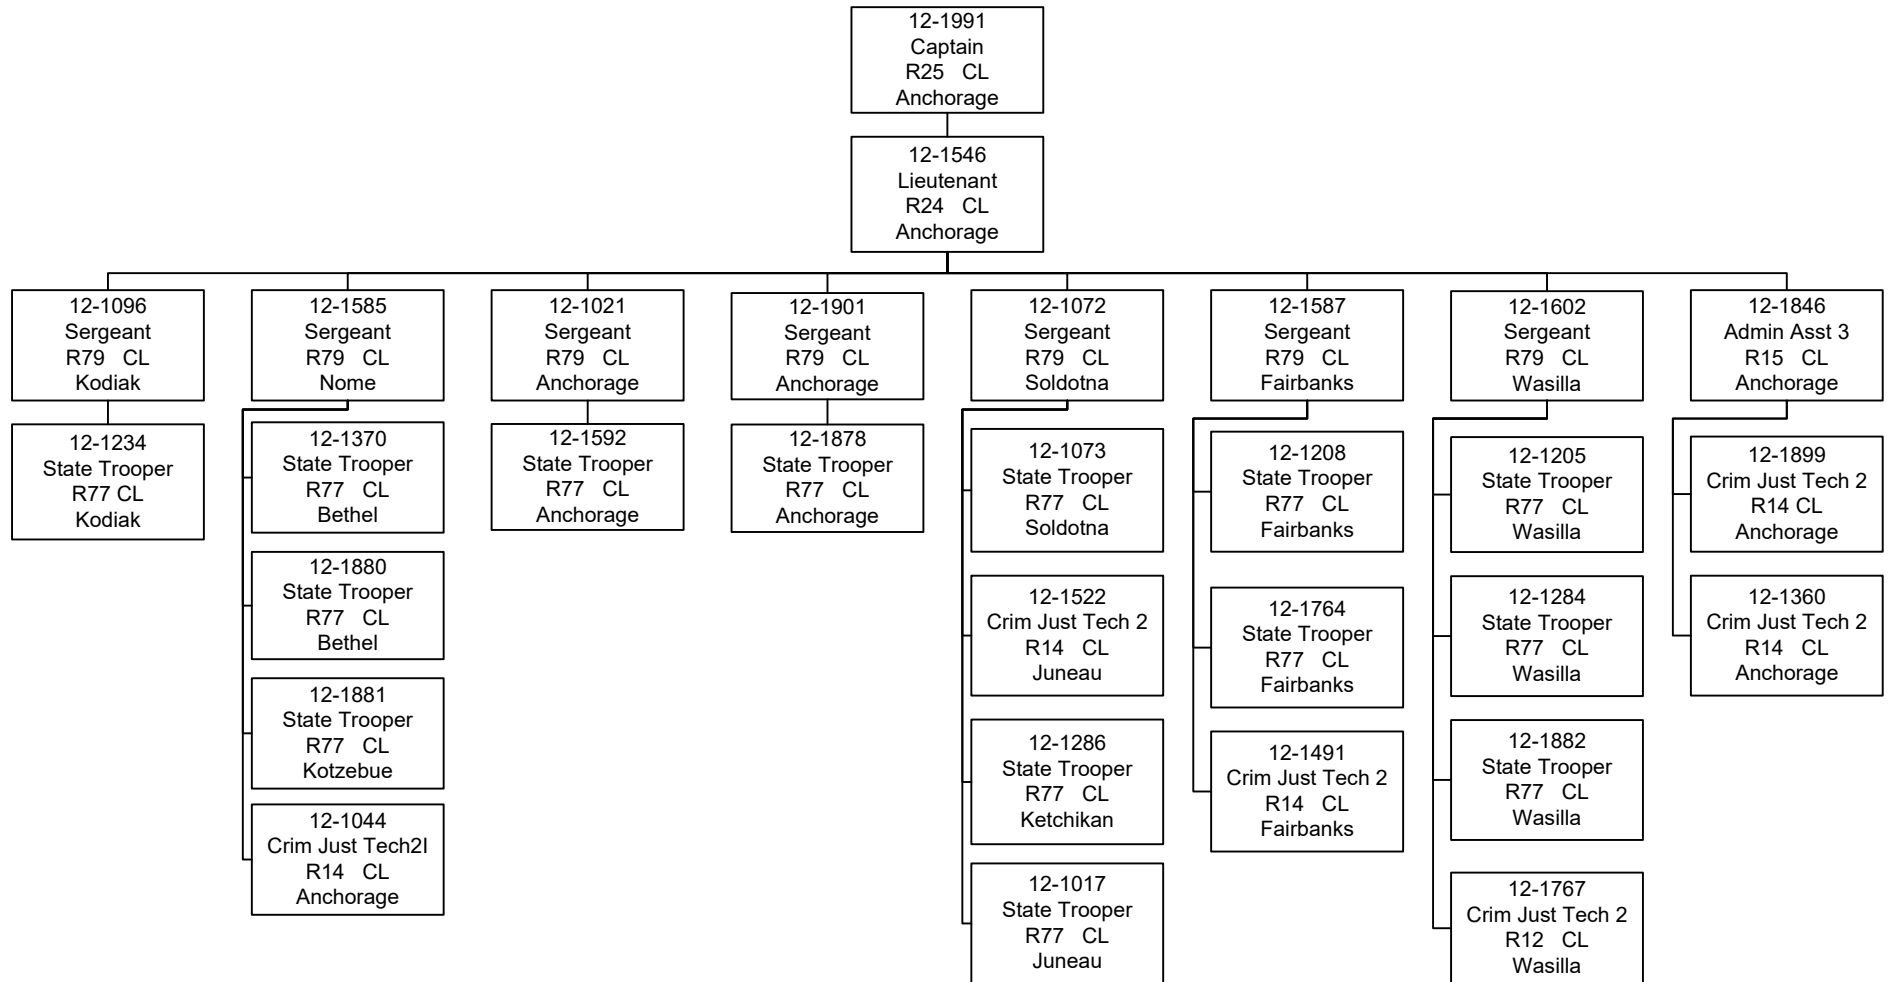 12-1991
Captain
R25 CL
Anchorage
12-1546
Lieutenant
R24 CL
Anchorage
12-1096
Sergeant
R79 CL
Kodiak
12-1234
State Trooper
R77 CL
Kodiak
12-1585
Sergeant
R79 CL
Nome
12-1370
State Trooper
R77 CL
Bethel
12-1880
State Trooper
R77 CL
Bethel
12-1881
State Trooper
R77 CL
Kotzebue
12-1044
Crim Just Tech2I
R14 CL
Anchorage
12-1021
Sergeant
R79 CL
Anchorage
12-1592
State Trooper
R77 CL
Anchorage
12-1901
Sergeant
R79 CL
Anchorage
12-1878
State Trooper
R77 CL
Anchorage
12-1072
Sergeant
R79 CL
Soldotna
12-1073
State Trooper
R77 CL
Soldotna
12-1522
Crim Just Tech 2
R14 CL
Juneau
12-1286
State Trooper
R77 CL
Ketchikan
12-1017
State Trooper
R77 CL
Juneau
12-1587
Sergeant
R79 CL
Fairbanks
12-1208
State Trooper
R77 CL
Fairbanks
12-1764
State Trooper
R77 CL
Fairbanks
12-1491
Crim Just Tech 2
R14 CL
Fairbanks
12-1602
Sergeant
R79 CL
Wasilla
12-1205
State Trooper
R77 CL
Wasilla
12-1284
State Trooper
R77 CL
Wasilla
12-1882
State Trooper
R77 CL
Wasilla
12-1767
Crim Just Tech 2
R12 CL
Wasilla
12-1846
Admin Asst 3
R15 CL
Anchorage
12-1899
Crim Just Tech 2
R14 CL
Anchorage
12-1360
Crim Just Tech 2
R14 CL
Anchorage